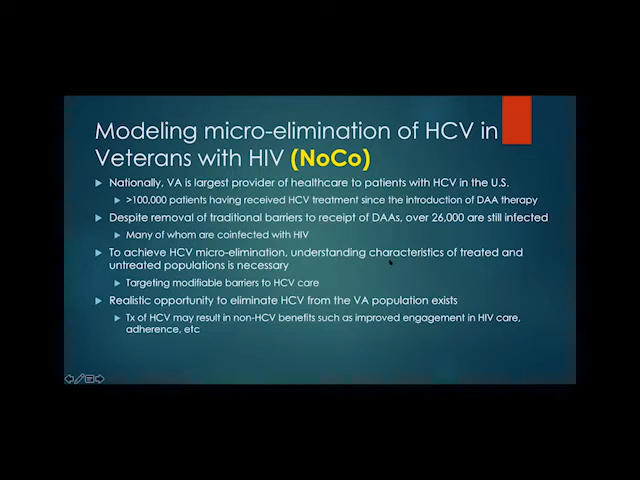 Modeling micro-elimination of HCV in
Veterans with HIV (NoCo)
Nationally, VA is largest provider of healthcare to patients with HCV in the U.S.
>100,000 patients having received HCV treatment since the introduction of DAA therapy
Despite removal of traditional barriers to receipt of DAAs, over 26,000 are still infected
Many of whom are coinfected with HIV
To achieve HCV micro-elimination, understanding characteristics of treated and
untreated populations is necessary
Targeting modifiable barriers to HCV care
Realistic opportunity to eliminate HCV from the VA population exists
Tx of HCV may result in non-HCV benefits such as improved engagement in HIV care,
adherence, etc